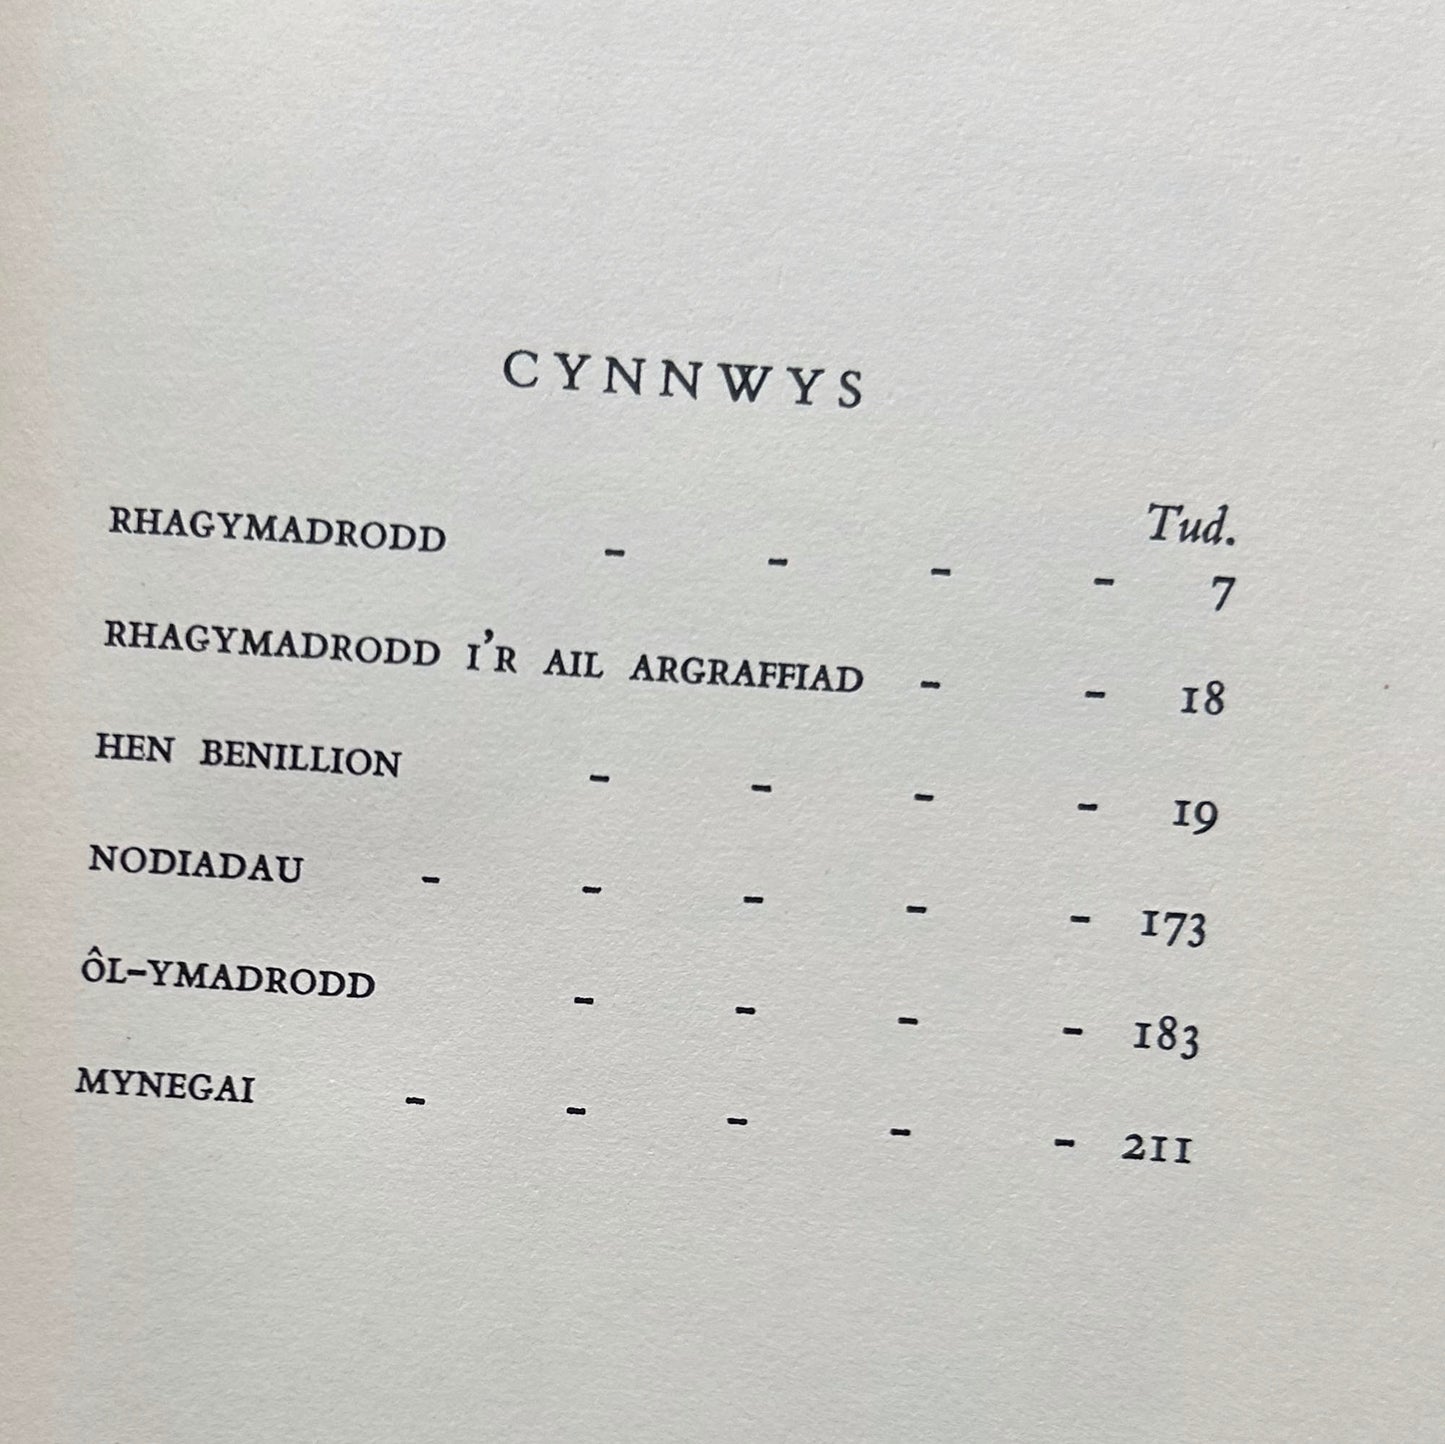 CYNNWYS
Tud.
RHAGYMADRODD - - - - 7
RHAGYMADRODD I'R AIL ARGRAFFIAD - - 18
HEN BENILLION - - - - 19
NODIADAU - - - - - 173
ÔL-YMADRODD - - - - 183
MYNEGAI - - - - - 211